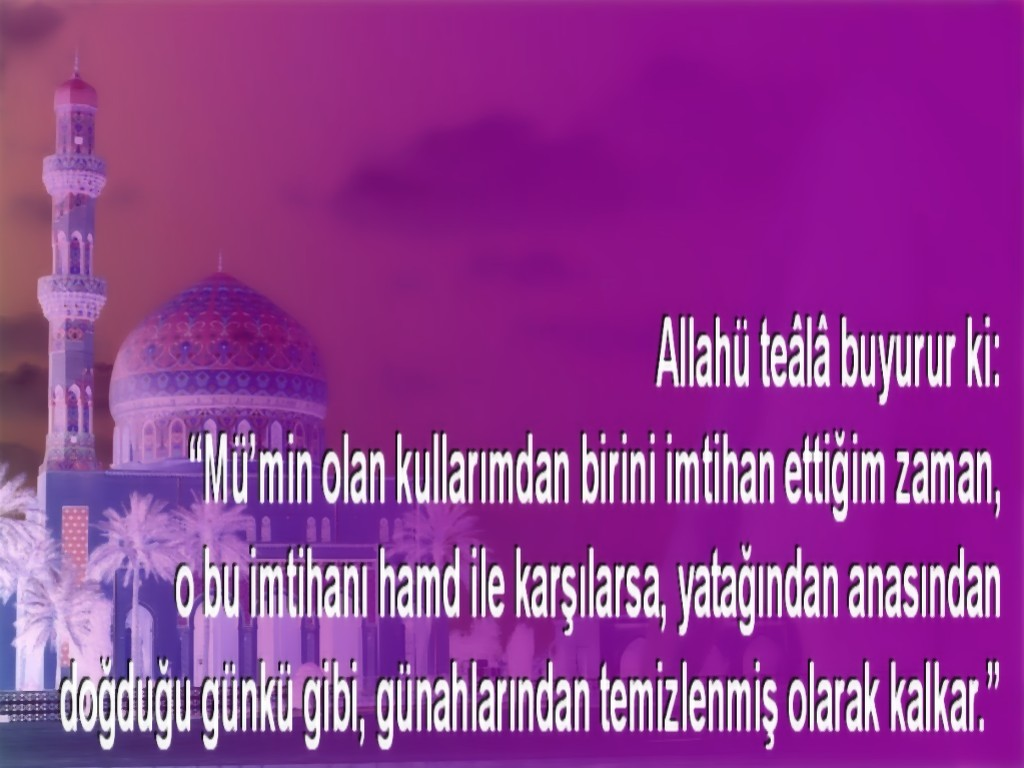 Allahü teâlâ buyurur ki:
“Mü’min olan kullarımdan birini imtihan ettiğim zaman,
o bu imtihanı hamd ile karşılarsa, yatağından anasından
doğduğu günkü gibi, günahlarından temizlenmiş olarak kalkar.”